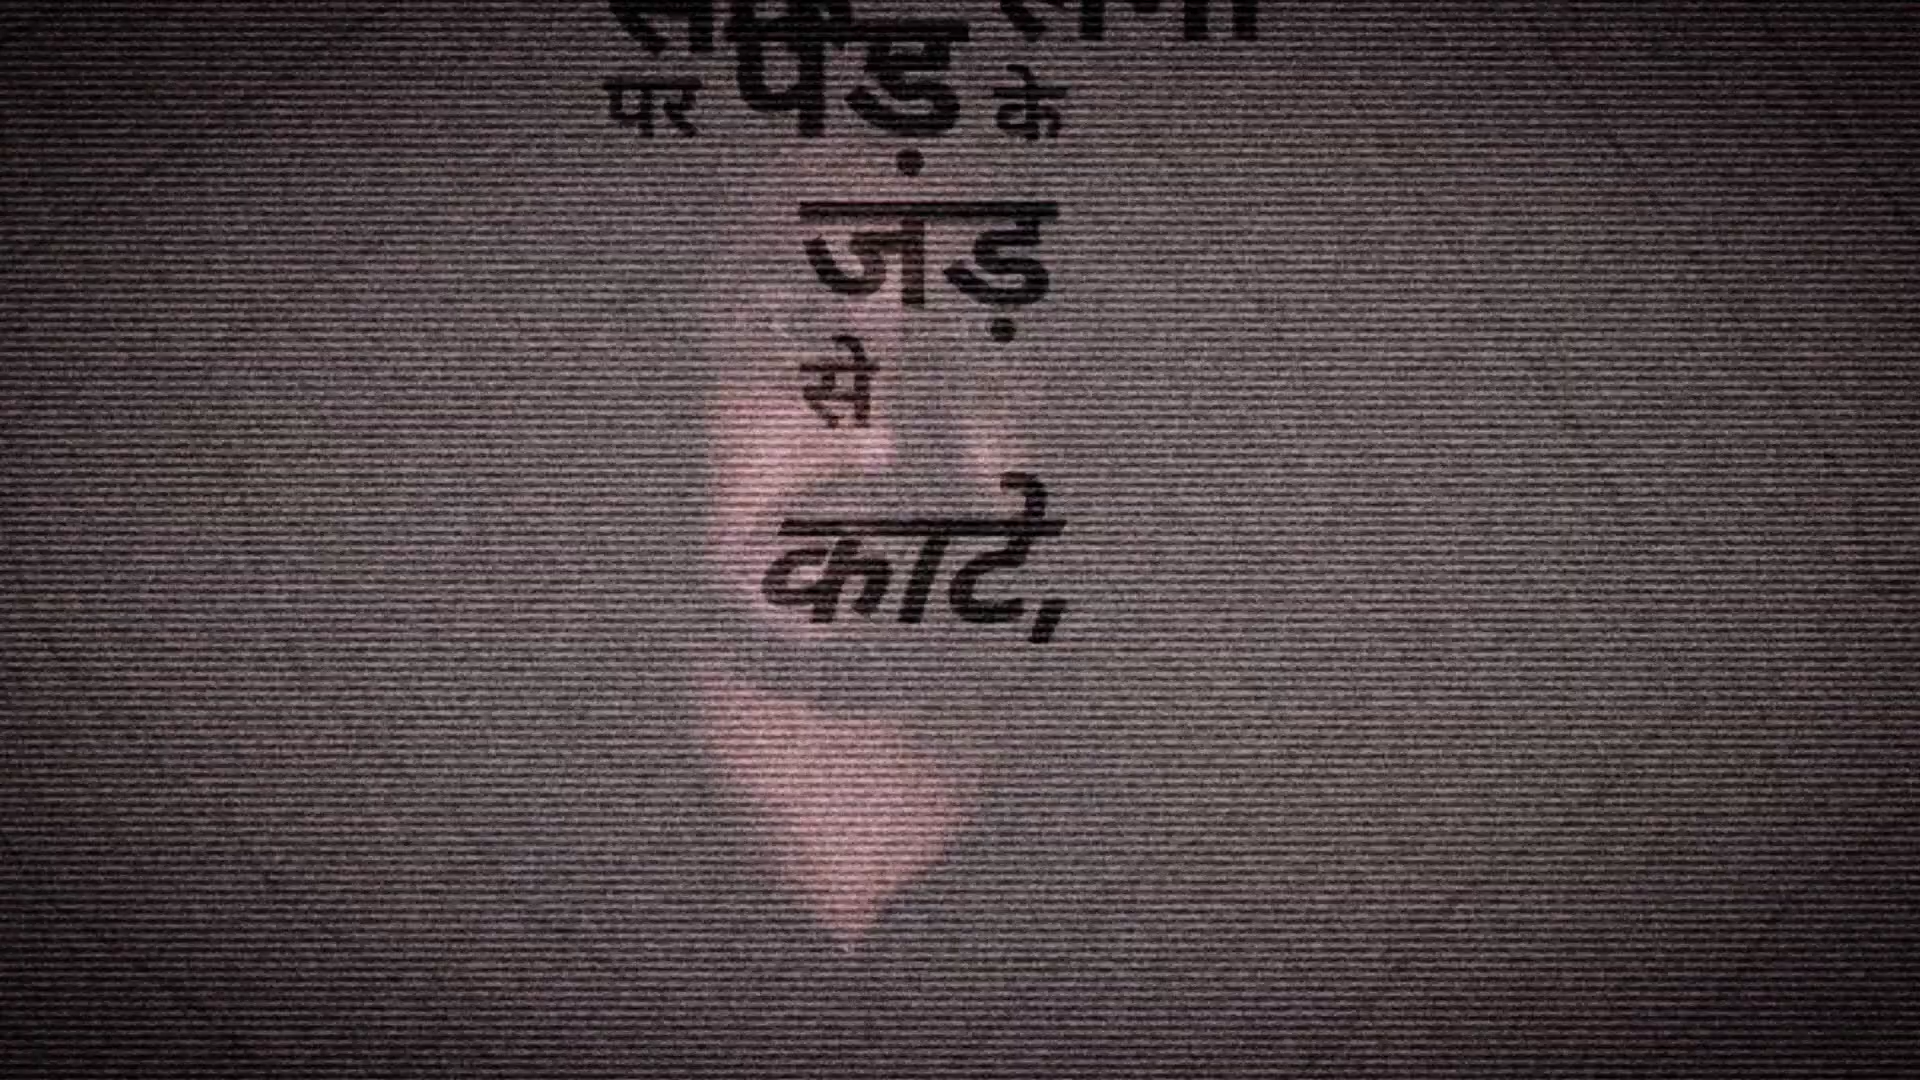 पर पेड़ के
जड़
से
काटे,